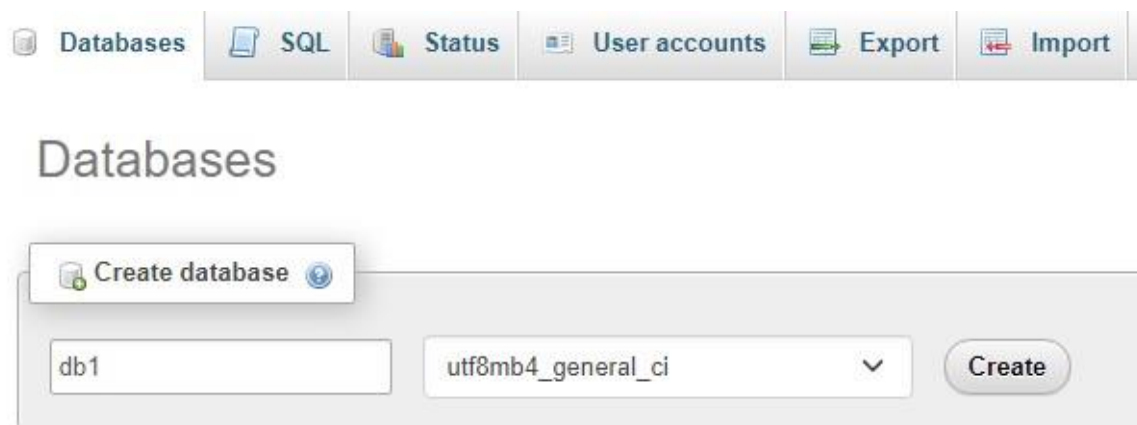 Databases SQL Status User accounts Export Import
Databases
Create database
db1 utf8mb4_general_ci Create